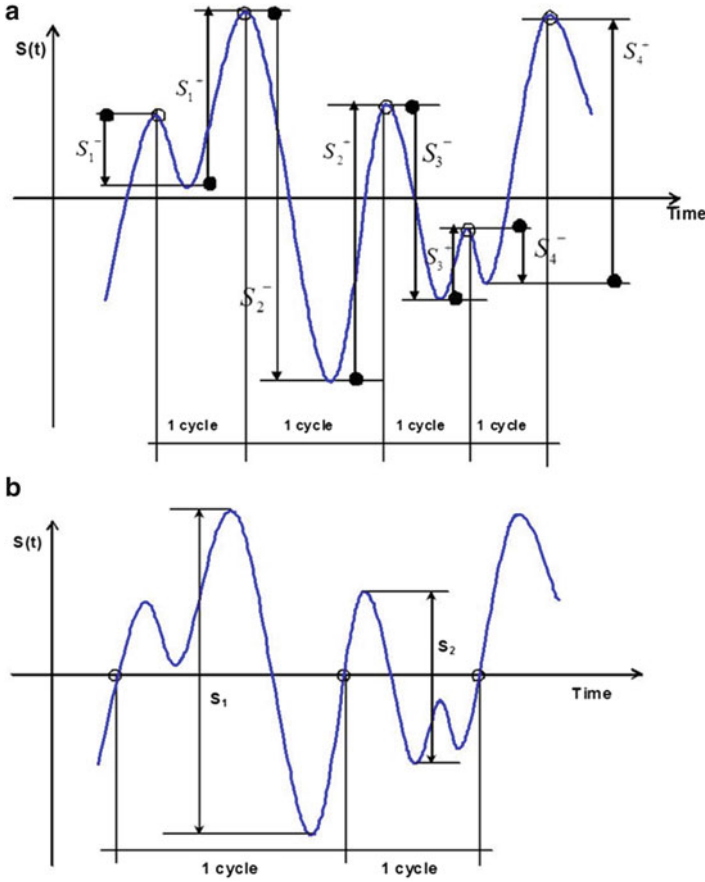 a
S(t)
S₁⁻
S₁⁻
S₂⁻
S₂⁻
S₃⁻
S₃⁻
S₄⁻
S₄⁻
Time
1 cycle
1 cycle
1 cycle
1 cycle
b
S(t)
S₁
S₂
Time
1 cycle
1 cycle